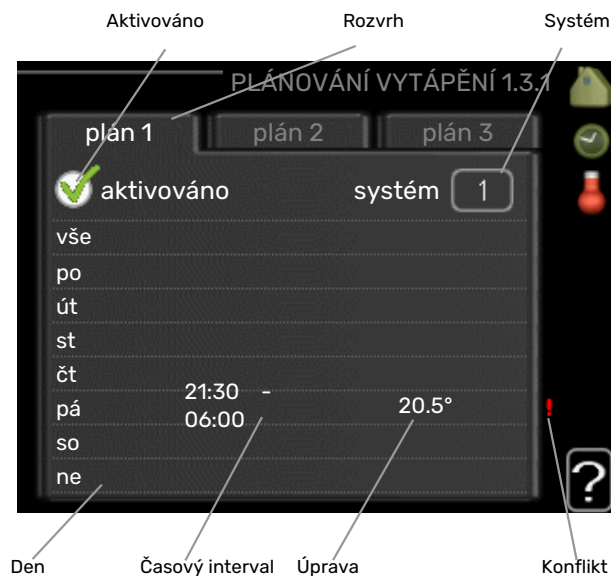 Aktivováno Rozvrh Systém
PLÁNOVÁNÍ VYTÁPĚNÍ 1.3.1
plán 1 plán 2 plán 3
aktivováno systém 1
vše
po
út
st
čt
pá 21:30 - 06:00 20.5° !
so
ne
?
Den Časový interval Úprava Konflikt